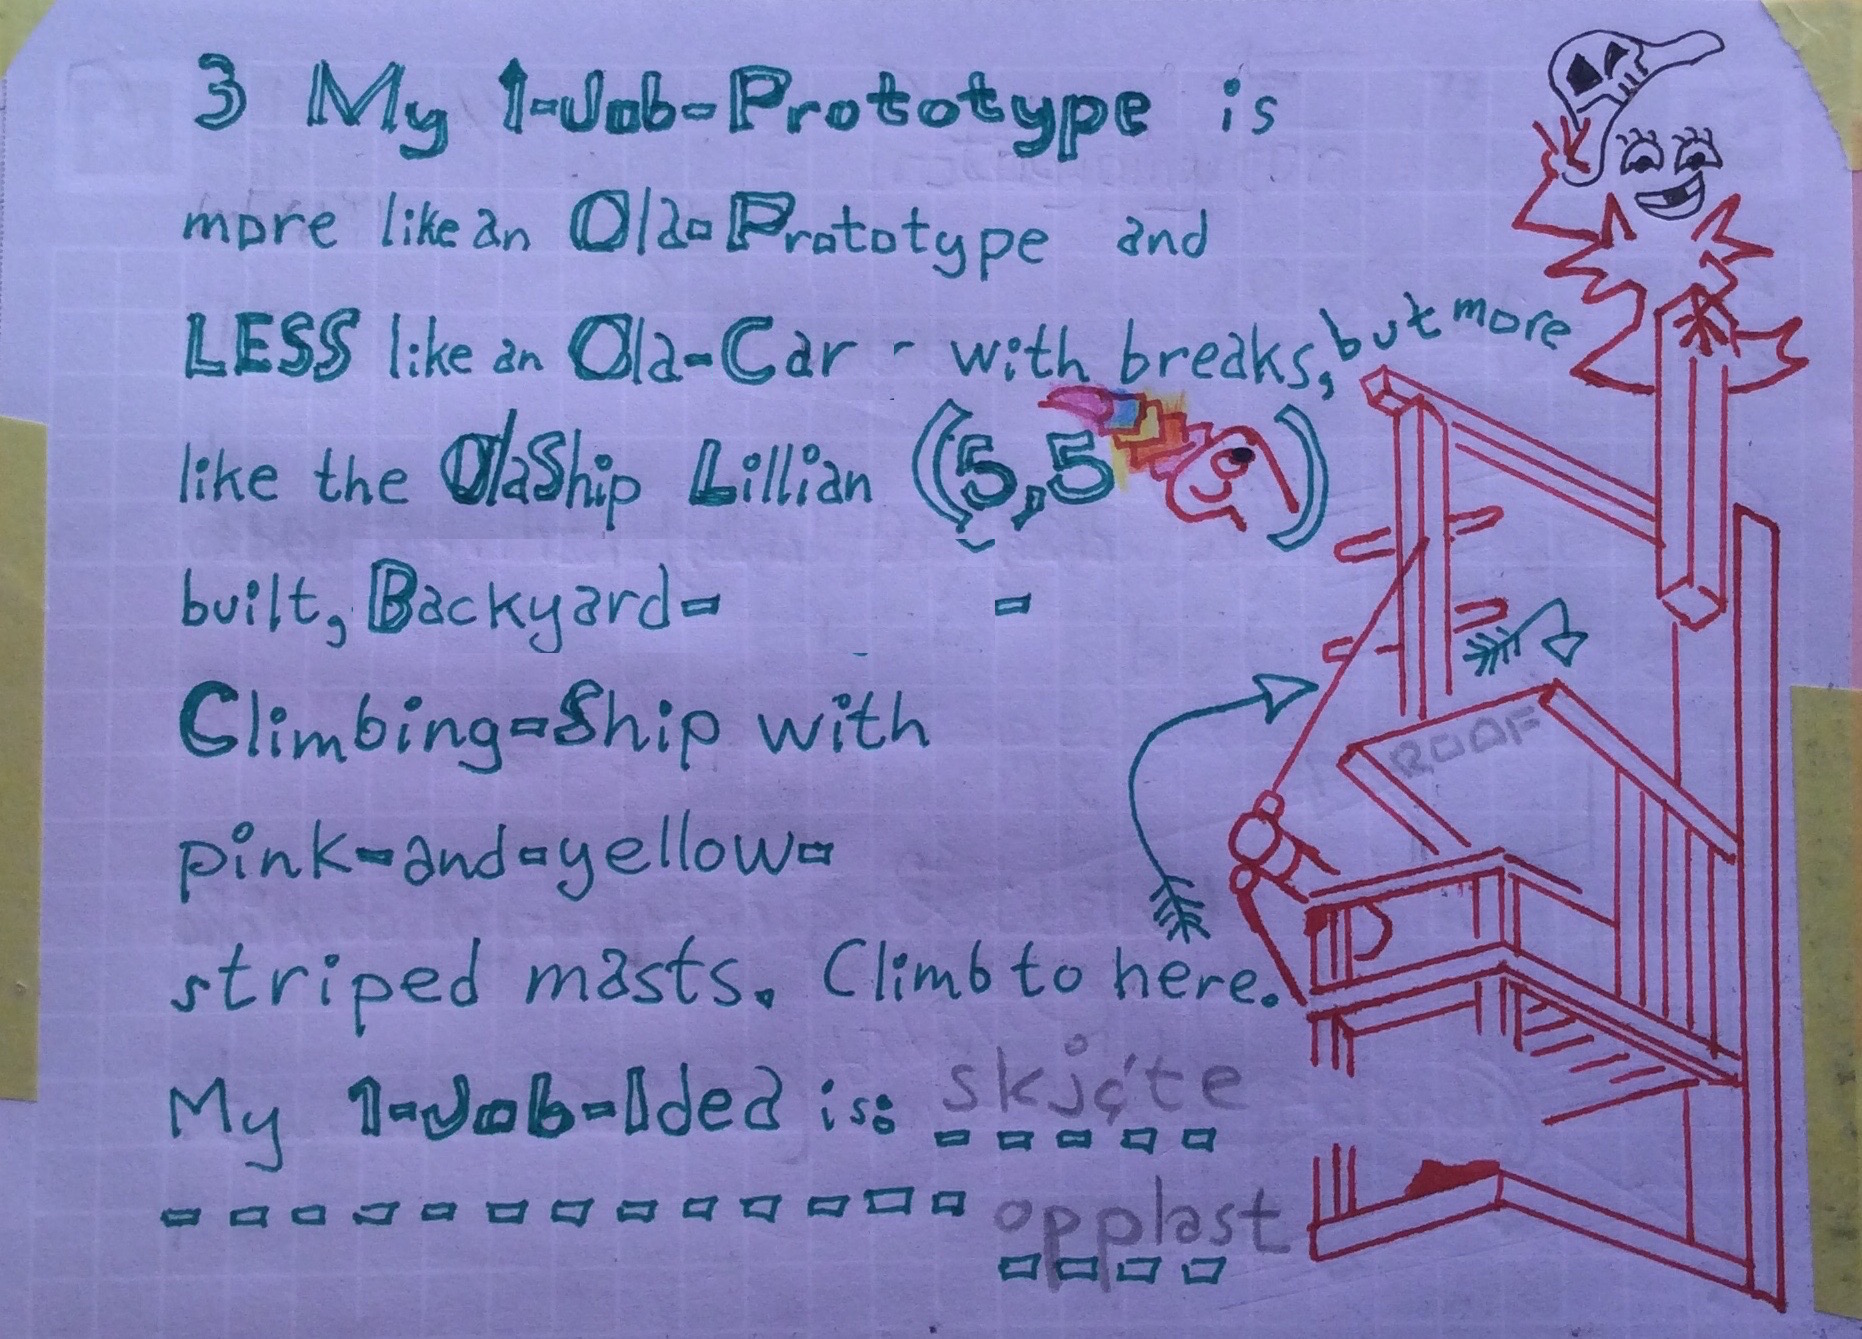 3 My 1-Job-Prototype is
more like an Ola-Prototype and
LESS like an Ola-Car - with breaks, but more
like the OlaShip Lillian (5,5)
built, Backyard- -
Climbing-Ship with
pink-and-yellow-
striped masts. Climb to here.
My 1-Job-Idea is:
opplast
ROOF